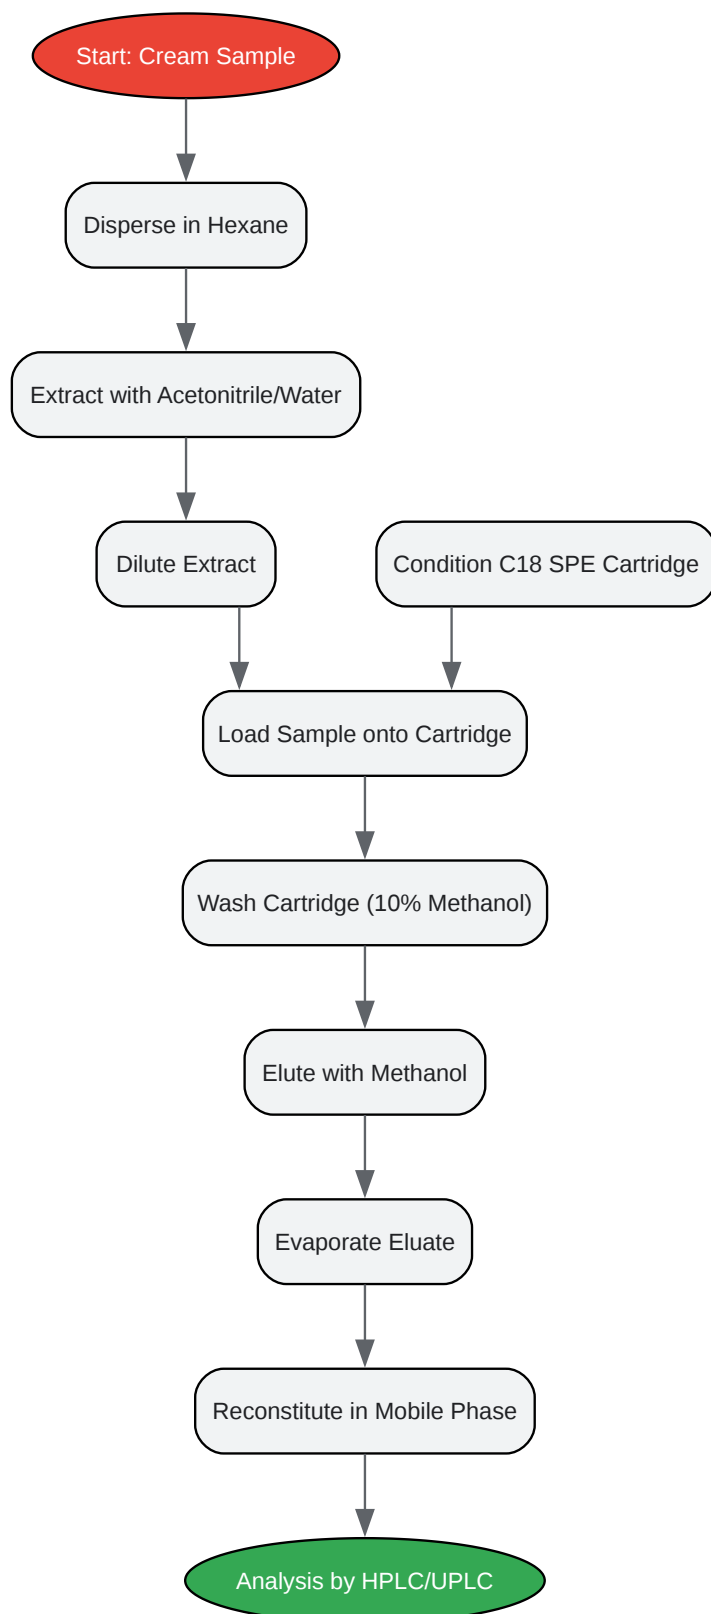 Start: Cream Sample
Disperse in Hexane
Extract with Acetonitrile/Water
Dilute Extract
Condition C18 SPE Cartridge
Load Sample onto Cartridge
Wash Cartridge (10% Methanol)
Elute with Methanol
Evaporate Eluate
Reconstitute in Mobile Phase
Analysis by HPLC/UPLC